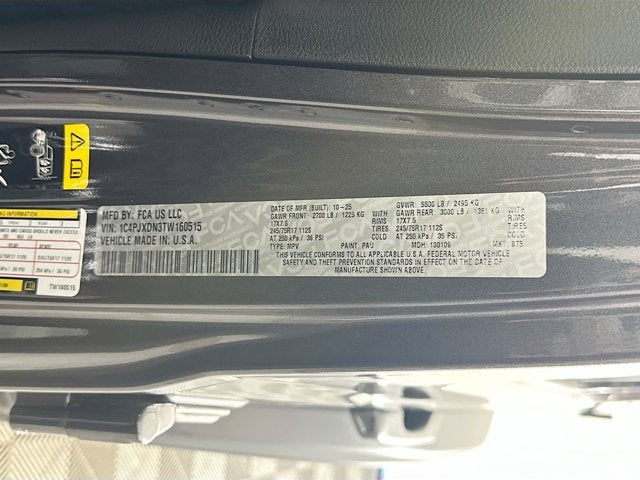 MFD BY: FCA US LLC
VIN: 1C4PJXDN3TW160515
VEHICLE MADE IN: U.S.A.
DATE OF MFR (BUILT): 10-25
GVWR: 5500 LB / 2495 KG
GAWR FRONT: 2700 LB / 1225 KG
GAWR REAR: 3000 LB / 1361 KG
17X7.5 RIMS 17X7.5 RIMS
245/75R17 112S TIRES 245/75R17 112S TIRES
AT 250 kPa / 36 PSI, COLD AT 250 kPa / 36 PSI, COLD
TYPE: MPV PAINT: PAU MDH: 100109 MKT: 875
THIS VEHICLE CONFORMS TO ALL APPLICABLE U.S.A. FEDERAL MOTOR VEHICLE
SAFETY AND THEFT PREVENTION STANDARDS IN EFFECT ON THE DATE OF MANUFACTURE.
TW160515